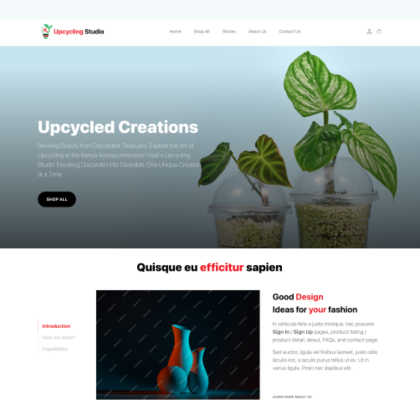 Upcycling Studio
Home Shop All Stories About Us Contact Us
Upcycled Creations
Reviving Beauty from Discarded Treasures: Explore the Art of
Upcycling at the Kenya Airways Innovation Hub's Upcycling
Studio: Elevating Discarded into Desirable, One Unique Creation
at a Time.
SHOP ALL
Quisque eu efficitur sapien
Introduction
How we work?
Capabilities
Good Design
Ideas for your fashion
In vehicula felis a justo tristique, nec posuere
Sign In / Sign Up pages, product listing /
product detail, about, FAQs, and contact page.
Sed auctor, ligula vel finibus laoreet, justo odio
iaculis est, a iaculis purus tellus ut ex. Ut in
varius ligula. Proin nec dapibus elit.
LEARN MORE ABOUT US